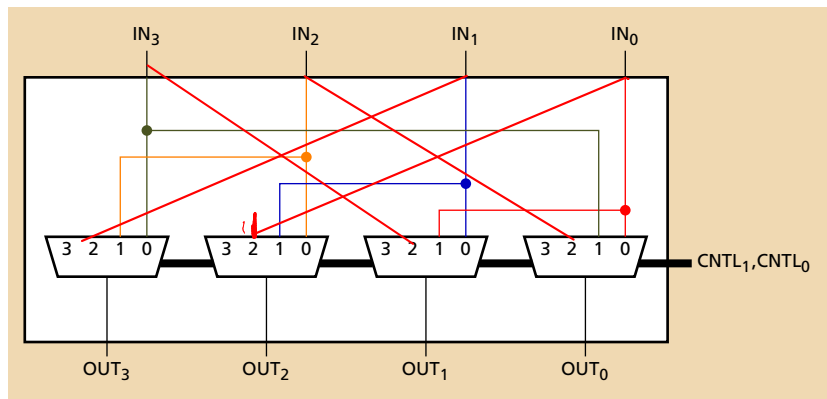 IN3 IN2 IN1 IN0
3 2 1 0 3 2 1 0 3 2 1 0 3 2 1 0
CNTL1,CNTL0
OUT3 OUT2 OUT1 OUT0